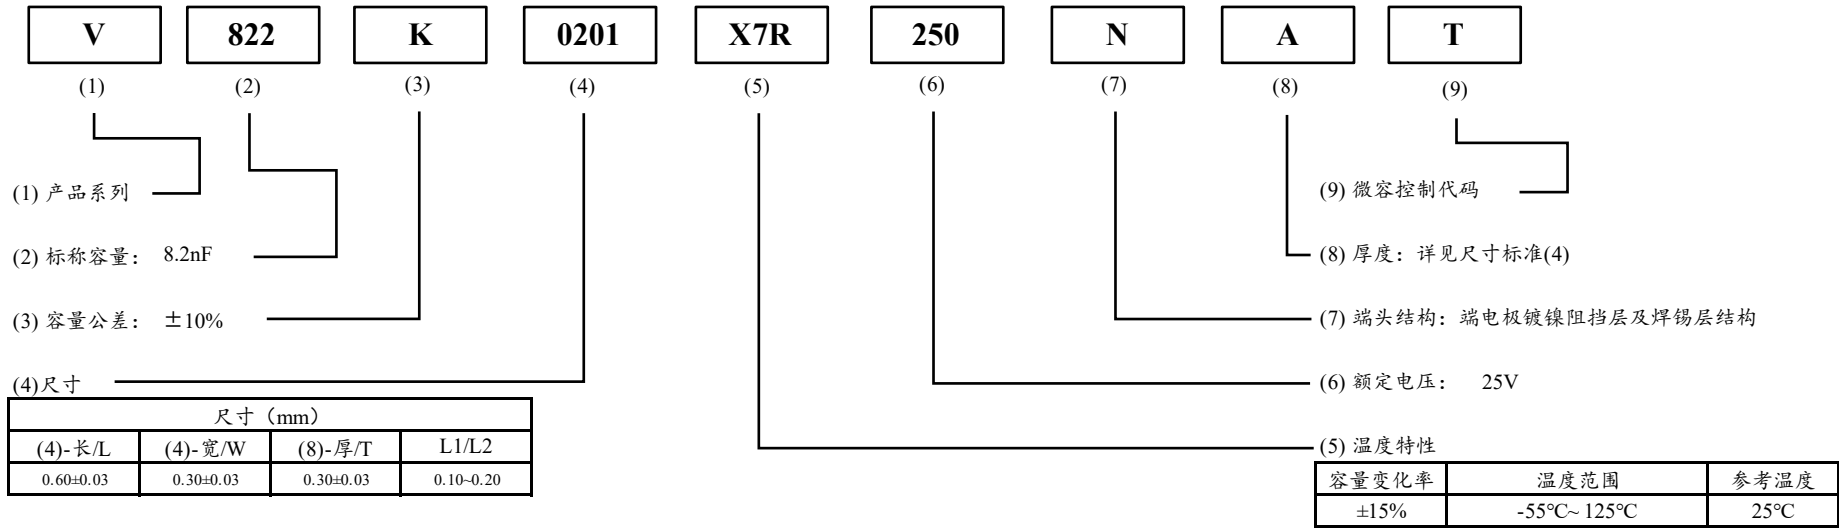 V 822 K 0201 X7R 250 N A T
(1) (2) (3) (4) (5) (6) (7) (8) (9)
(1) 产品系列
(9) 微容控制代码
(2) 标称容量： 8.2nF
(8) 厚度：详见尺寸标准(4)
(3) 容量公差： ±10%
(7) 端头结构：端电极镀镍阻挡层及焊锡层结构
(4)尺寸
(6) 额定电压： 25V
尺寸（mm）
(4)-长/L (4)-宽/W (8)-厚/T L1/L2
0.60±0.03 0.30±0.03 0.30±0.03 0.10~0.20
(5) 温度特性
容量变化率 温度范围 参考温度
±15% -55℃~ 125℃ 25℃